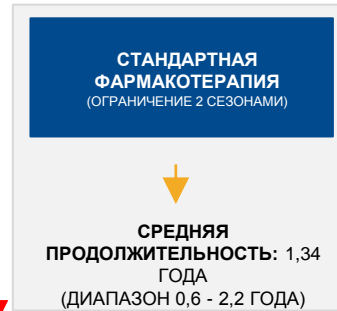 СТАНДАРТНАЯ
ФАРМАКОТЕРАПИЯ
(ОГРАНИЧЕНИЕ 2 СЕЗОНАМИ)
СРЕДНЯЯ
ПРОДОЛЖИТЕЛЬНОСТЬ: 1,34
ГОДА
(ДИАПАЗОН 0,6 - 2,2 ГОДА)